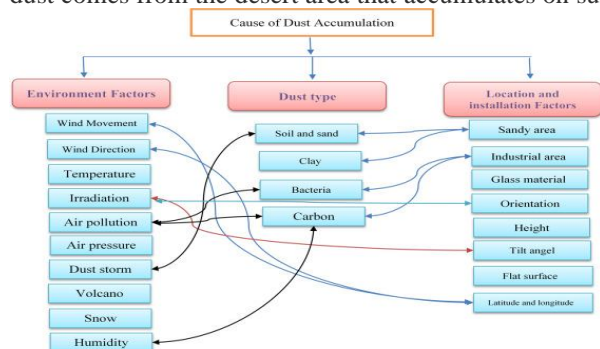 dust comes from the desert area that accumulates on su
Cause of Dust Accumulation
Environment Factors
Wind Movement
Wind Direction
Temperature
Irradiation
Air pollution
Air pressure
Dust storm
Volcano
Snow
Humidity
Dust type
Soil and sand
Clay
Bacteria
Carbon
Location and
installation Factors
Sandy area
Industrial area
Glass material
Orientation
Height
Tilt angel
Flat surface
Latitude and longitude